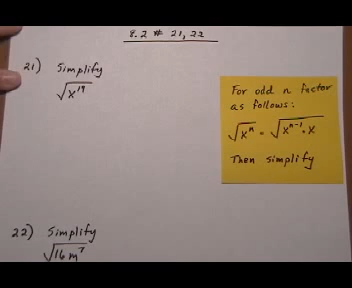 8.2 # 21, 22
21) Simplify
√x¹⁹
For odd n factor
as follows:
√xⁿ = √xⁿ⁻¹·x
Then simplify
22) Simplify
√16m⁷